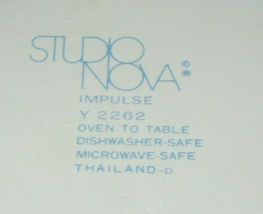 STUDIO
NOVA©®
IMPULSE
Y 2262
OVEN TO TABLE
DISHWASHER-SAFE
MICROWAVE-SAFE
THAILAND-D